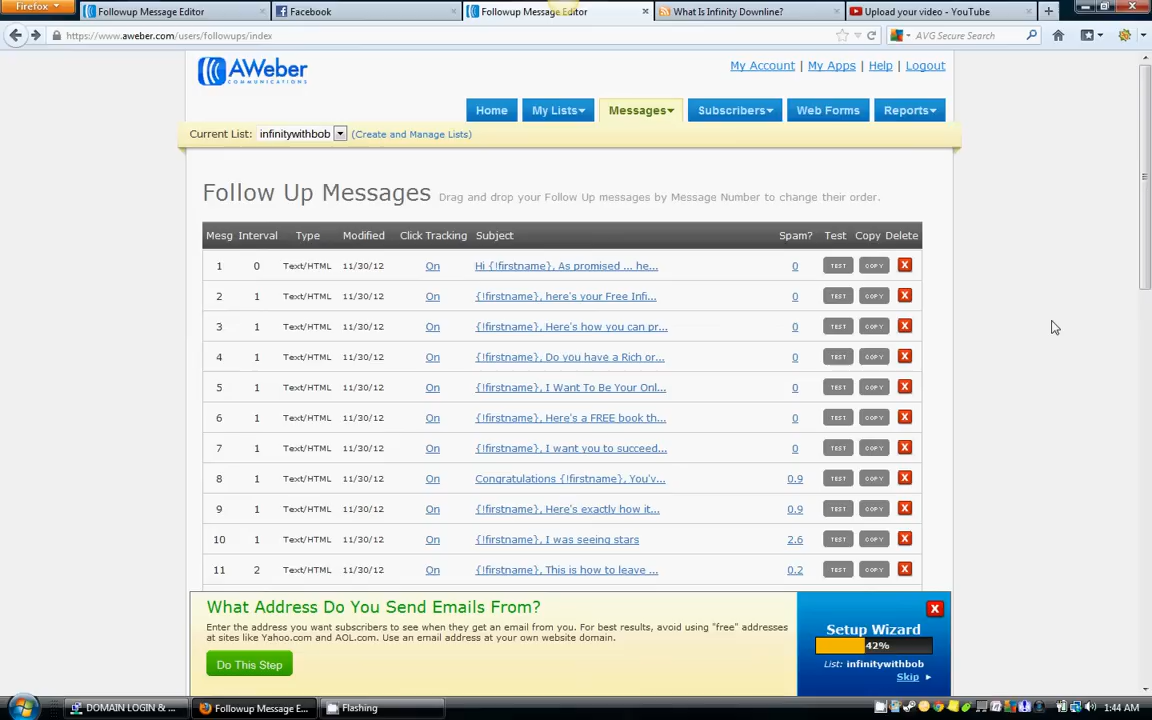 Firefox
Followup Message Editor
Facebook
Followup Message Editor
What Is Infinity Downline?
Upload your video - YouTube
https://www.aweber.com/users/followups/index
AVG Secure Search
AWeber
COMMUNICATIONS
My Account My Apps Help Logout
Home My Lists Messages Subscribers Web Forms Reports
Current List: infinitywithbob (Create and Manage Lists)
Follow Up Messages Drag and drop your Follow Up messages by Message Number to change their order.
Mesg Interval Type Modified Click Tracking Subject Spam? Test Copy Delete
1 0 Text/HTML 11/30/12 On Hi {!firstname}, As promised ... he... 0 TEST COPY X
2 1 Text/HTML 11/30/12 On {!firstname}, here's your Free Infi... 0 TEST COPY X
3 1 Text/HTML 11/30/12 On {!firstname}, Here's how you can pr... 0 TEST COPY X
4 1 Text/HTML 11/30/12 On {!firstname}, Do you have a Rich or... 0 TEST COPY X
5 1 Text/HTML 11/30/12 On {!firstname}, I Want To Be Your Onl... 0 TEST COPY X
6 1 Text/HTML 11/30/12 On {!firstname}, Here's a FREE book th... 0 TEST COPY X
7 1 Text/HTML 11/30/12 On {!firstname}, I want you to succeed... 0 TEST COPY X
8 1 Text/HTML 11/30/12 On Congratulations {!firstname}, You'v... 0.9 TEST COPY X
9 1 Text/HTML 11/30/12 On {!firstname}, Here's exactly how it... 0.9 TEST COPY X
10 1 Text/HTML 11/30/12 On {!firstname}, I was seeing stars 2.6 TEST COPY X
11 2 Text/HTML 11/30/12 On {!firstname}, This is how to leave ... 0.2 TEST COPY X
What Address Do You Send Emails From?
Enter the address you want subscribers to see when they get an email from you. For best results, avoid using "free" addresses
at sites like Yahoo.com and AOL.com. Use an email address at your own website domain.
Do This Step
X
Setup Wizard
42%
List: infinitywithbob
Skip
DOMAIN LOGIN & ...
Followup Message E...
Flashing
1:44 AM